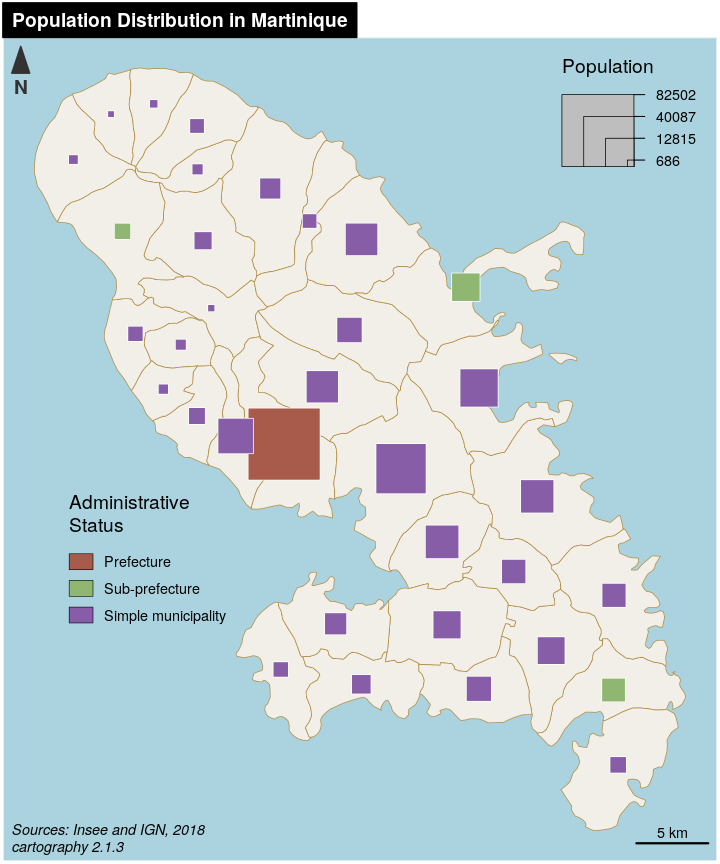 Population Distribution in Martinique
N
Population
82502
40087
12815
686
Administrative
Status
Prefecture
Sub-prefecture
Simple municipality
Sources: Insee and IGN, 2018
cartography 2.1.3
5 km